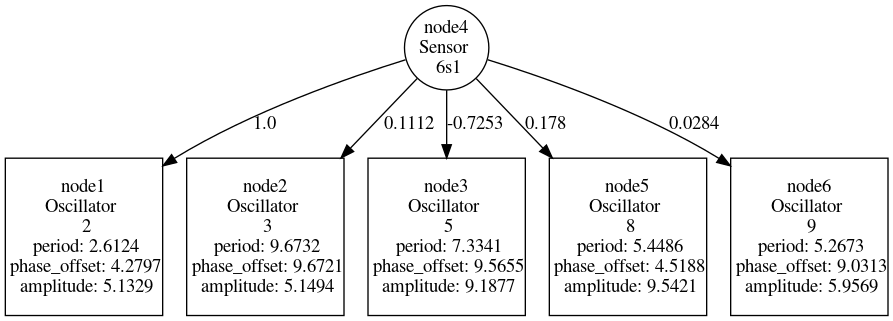 node4
Sensor
6s1
1.0
0.1112
-0.7253
0.178
0.0284
node1
Oscillator
2
period: 2.6124
phase_offset: 4.2797
amplitude: 5.1329
node2
Oscillator
3
period: 9.6732
phase_offset: 9.6721
amplitude: 5.1494
node3
Oscillator
5
period: 7.3341
phase_offset: 9.5655
amplitude: 9.1877
node5
Oscillator
8
period: 5.4486
phase_offset: 4.5188
amplitude: 9.5421
node6
Oscillator
9
period: 5.2673
phase_offset: 9.0313
amplitude: 5.9569